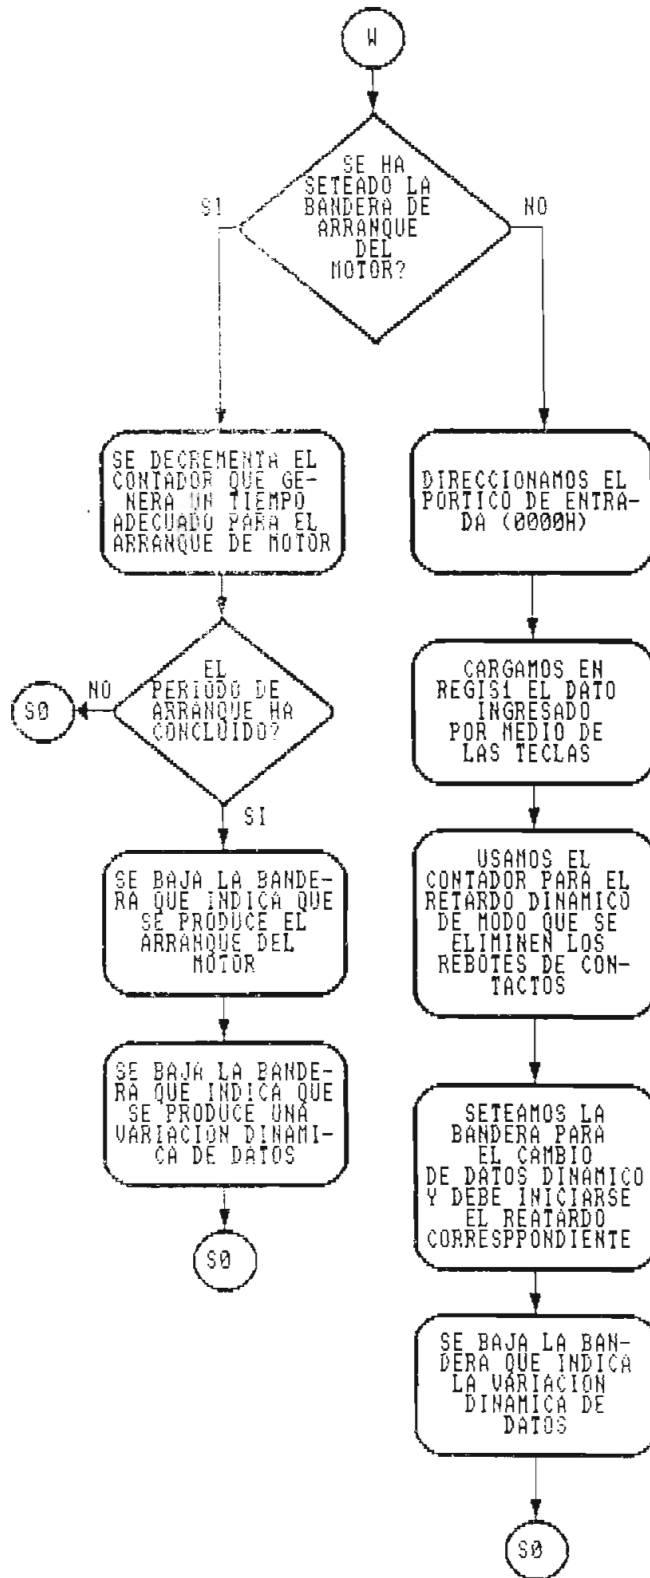 W
SE HA
SETEADO LA
BANDERA DE
ARRANQUE
DEL
MOTOR?
SI
NO
SE DECREMENTA EL
CONTADOR QUE GE-
NERA UN TIEMPO
ADECUADO PARA EL
ARRANQUE DE MOTOR
EL
PERIODO DE
ARRANQUE HA
CONCLUIDO?
NO
S0
SI
SE BAJA LA BANDE-
RA QUE INDICA QUE
SE PRODUCE EL
ARRANQUE DEL
MOTOR
SE BAJA LA BANDE-
RA QUE INDICA QUE
SE PRODUCE UNA
VARIACION DINAMI-
CA DE DATOS
S0
DIRECCIONAMOS EL
PORTICO DE ENTRA-
DA (0000H)
CARGAMOS EN
REGIS1 EL DATO
INGRESADO
POR MEDIO DE
LAS TECLAS
USAMOS EL
CONTADOR PARA EL
RETARDO DINAMICO
DE MODO QUE SE
ELIMINEN LOS
REBOTES DE CON-
TACTOS
SETEAMOS LA
BANDERA PARA
EL CAMBIO
DE DATOS DINAMICO
Y DEBE INICIARSE
EL REATARDO
CORRESPPONDIENTE
SE BAJA LA BAN-
DERA QUE INDICA
LA VARIACION
DINAMICA DE
DATOS
S0